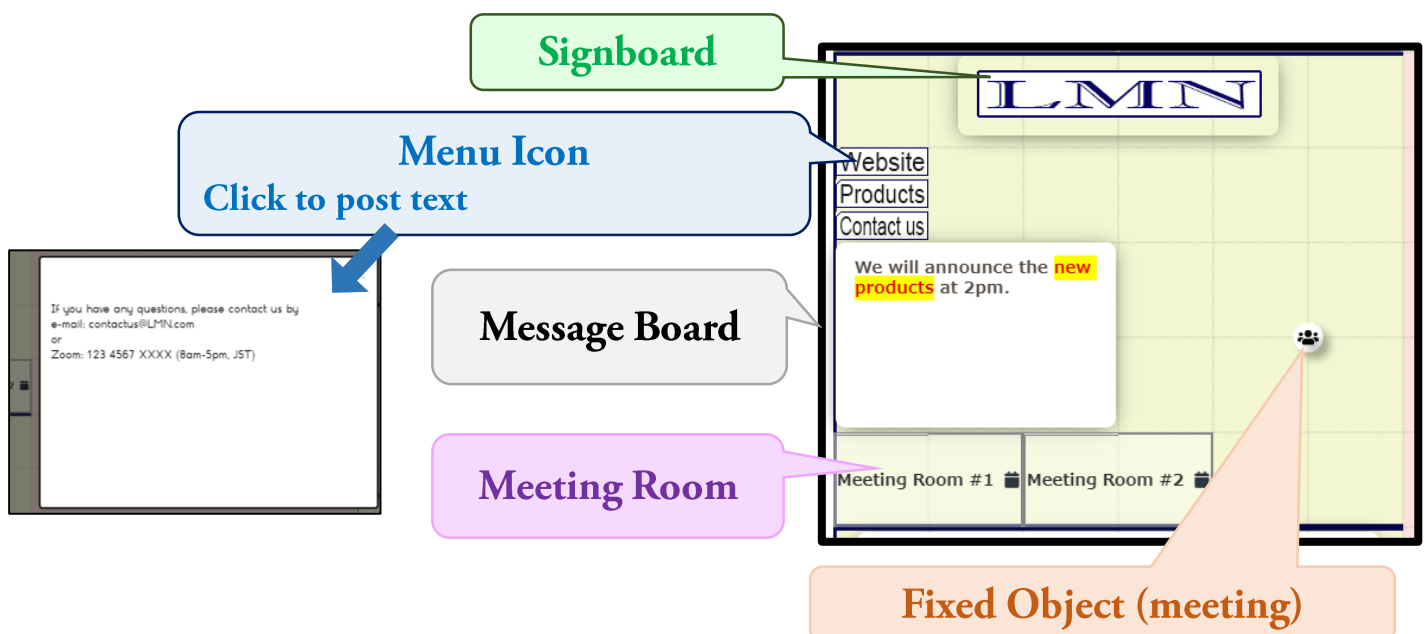 Signboard
LMN
Menu Icon
Click to post text
Website
Products
Contact us
We will announce the new
products at 2pm.
If you have any questions, please contact us by
e-mail: contactus@LMN.com
or
Zoom: 123 4567 XXXX (8am-5pm, JST)
2
Message Board
Meeting Room
Meeting Room #1
Meeting Room #2
Fixed Object (meeting)